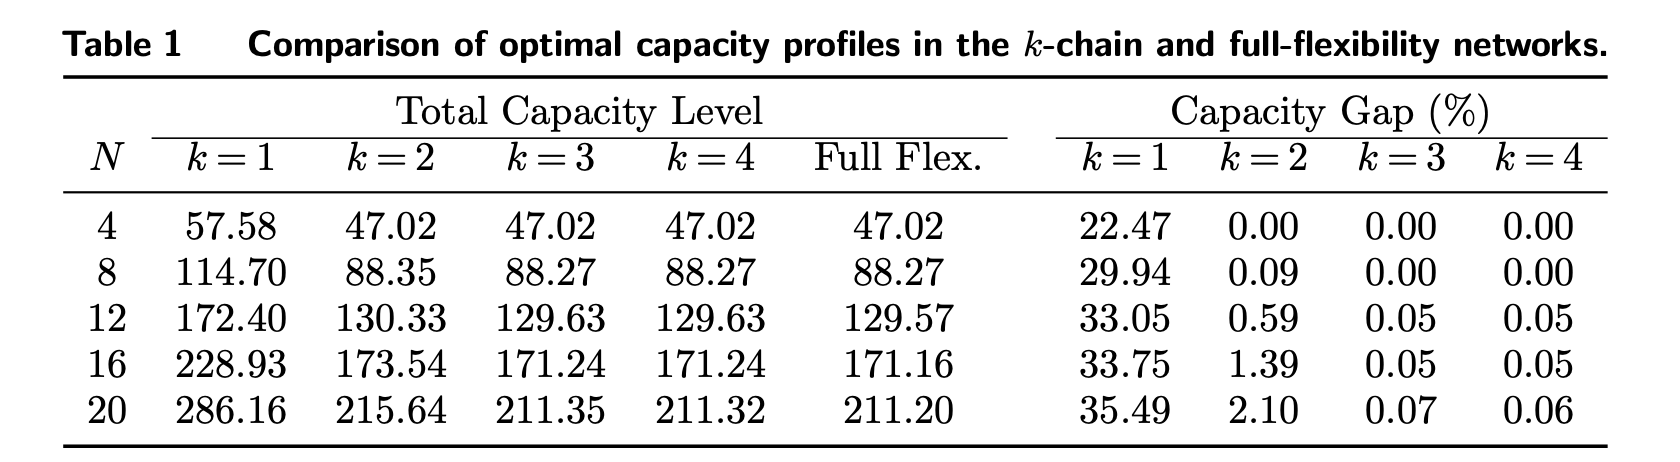 Table 1 Comparison of optimal capacity profiles in the k-chain and full-flexibility networks.
Total Capacity Level Capacity Gap (%)
N k = 1 k = 2 k = 3 k = 4 Full Flex. k = 1 k = 2 k = 3 k = 4
4 57.58 47.02 47.02 47.02 47.02 22.47 0.00 0.00 0.00
8 114.70 88.35 88.27 88.27 88.27 29.94 0.09 0.00 0.00
12 172.40 130.33 129.63 129.63 129.57 33.05 0.59 0.05 0.05
16 228.93 173.54 171.24 171.24 171.16 33.75 1.39 0.05 0.05
20 286.16 215.64 211.35 211.32 211.20 35.49 2.10 0.07 0.06